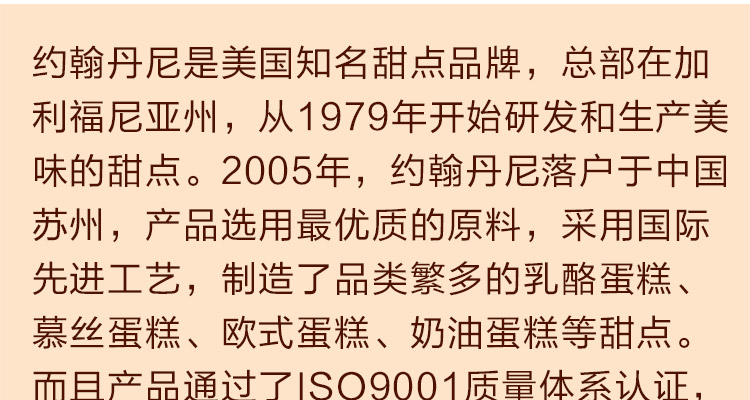 约翰丹尼是美国知名甜点品牌，总部在加
利福尼亚州，从1979年开始研发和生产美
味的甜点。2005年，约翰丹尼落户于中国
苏州，产品选用最优质的原料，采用国际
先进工艺，制造了品类繁多的乳酪蛋糕、
慕丝蛋糕、欧式蛋糕、奶油蛋糕等甜点。
而且产品通过了ISO9001质量体系认证，